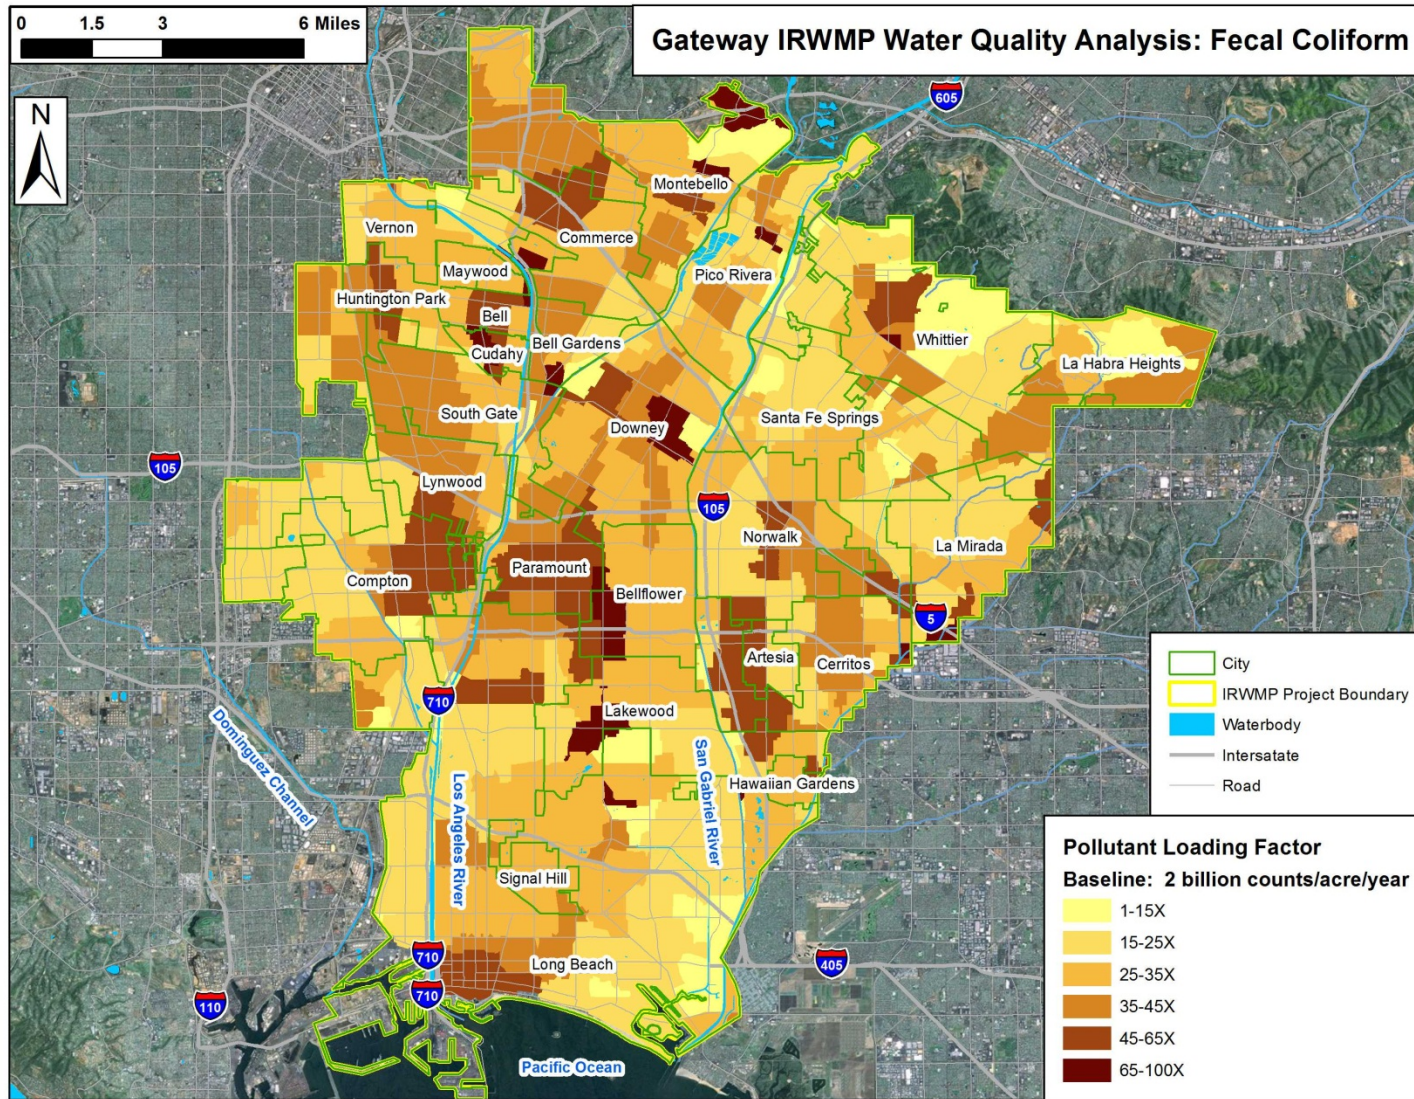 0 1.5 3 6 Miles
Gateway IRWMP Water Quality Analysis: Fecal Coliform
N
605
Montebello
Vernon
Commerce
Maywood
Pico Rivera
Huntington Park
Bell
Whittier
Cudahy
Bell Gardens
La Habra Heights
South Gate
Santa Fe Springs
Downey
105
Lynwood
105
Norwalk
La Mirada
Paramount
Compton
Bellflower
5
Artesia
Cerritos
710
Lakewood
Dominguez Channel
Los Angeles River
San Gabriel River
Hawaiian Gardens
Signal Hill
710
Long Beach
405
710
110
Pacific Ocean
City
IRWMP Project Boundary
Waterbody
Intersatate
Road
Pollutant Loading Factor
Baseline: 2 billion counts/acre/year
1-15X
15-25X
25-35X
35-45X
45-65X
65-100X